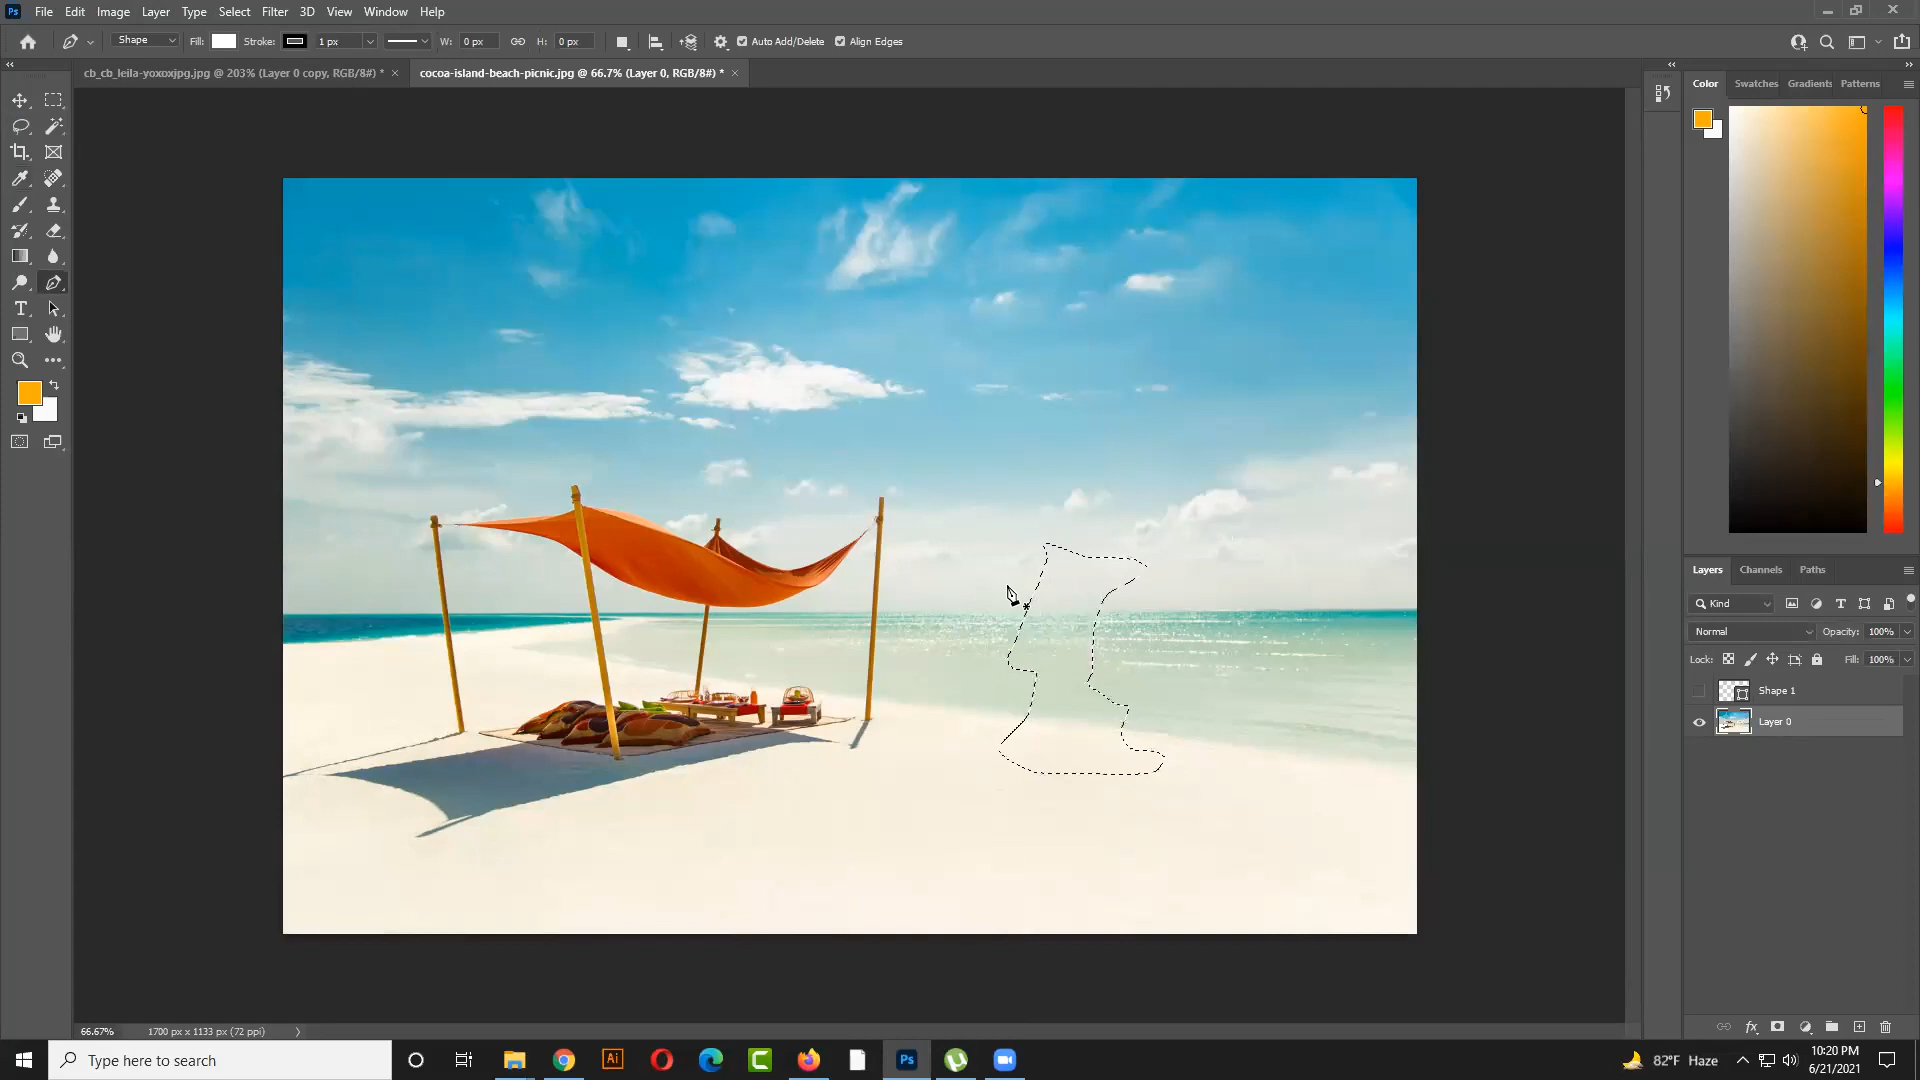 Ps File Edit Image Layer Type Select Filter 3D View Window Help
Shape Fill: Stroke: 1 px W: 0 px H: 0 px Auto Add/Delete Align Edges
cb_cb_leila-yoxoxjpg.jpg @ 203% (Layer 0 copy, RGB/8#) * × cocoa-island-beach-picnic.jpg @ 66.7% (Layer 0, RGB/8#) * ×
Color Swatches Gradients Patterns
Layers Channels Paths
Kind
Normal Opacity: 100%
Lock: Fill: 100%
Shape 1
Layer 0
66.67% 1700 px x 1133 px (72 ppi)
Type here to search
Ai
Ps
82°F Haze
10:20 PM
6/21/2021